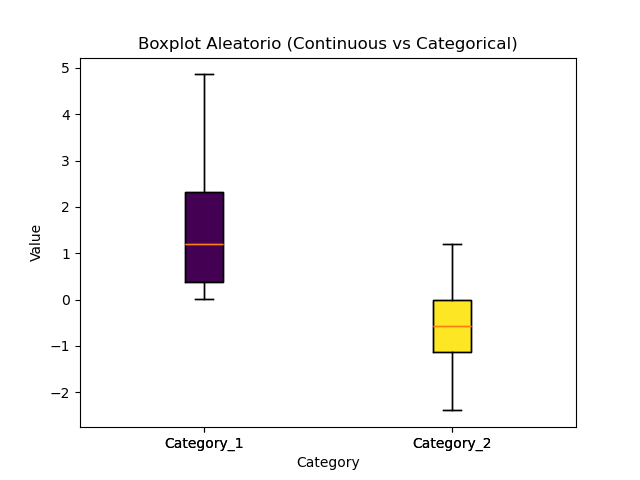 Boxplot Aleatorio (Continuous vs Categorical)
Value
5
4
3
2
1
0
−1
−2
Category_1
Category_2
Category